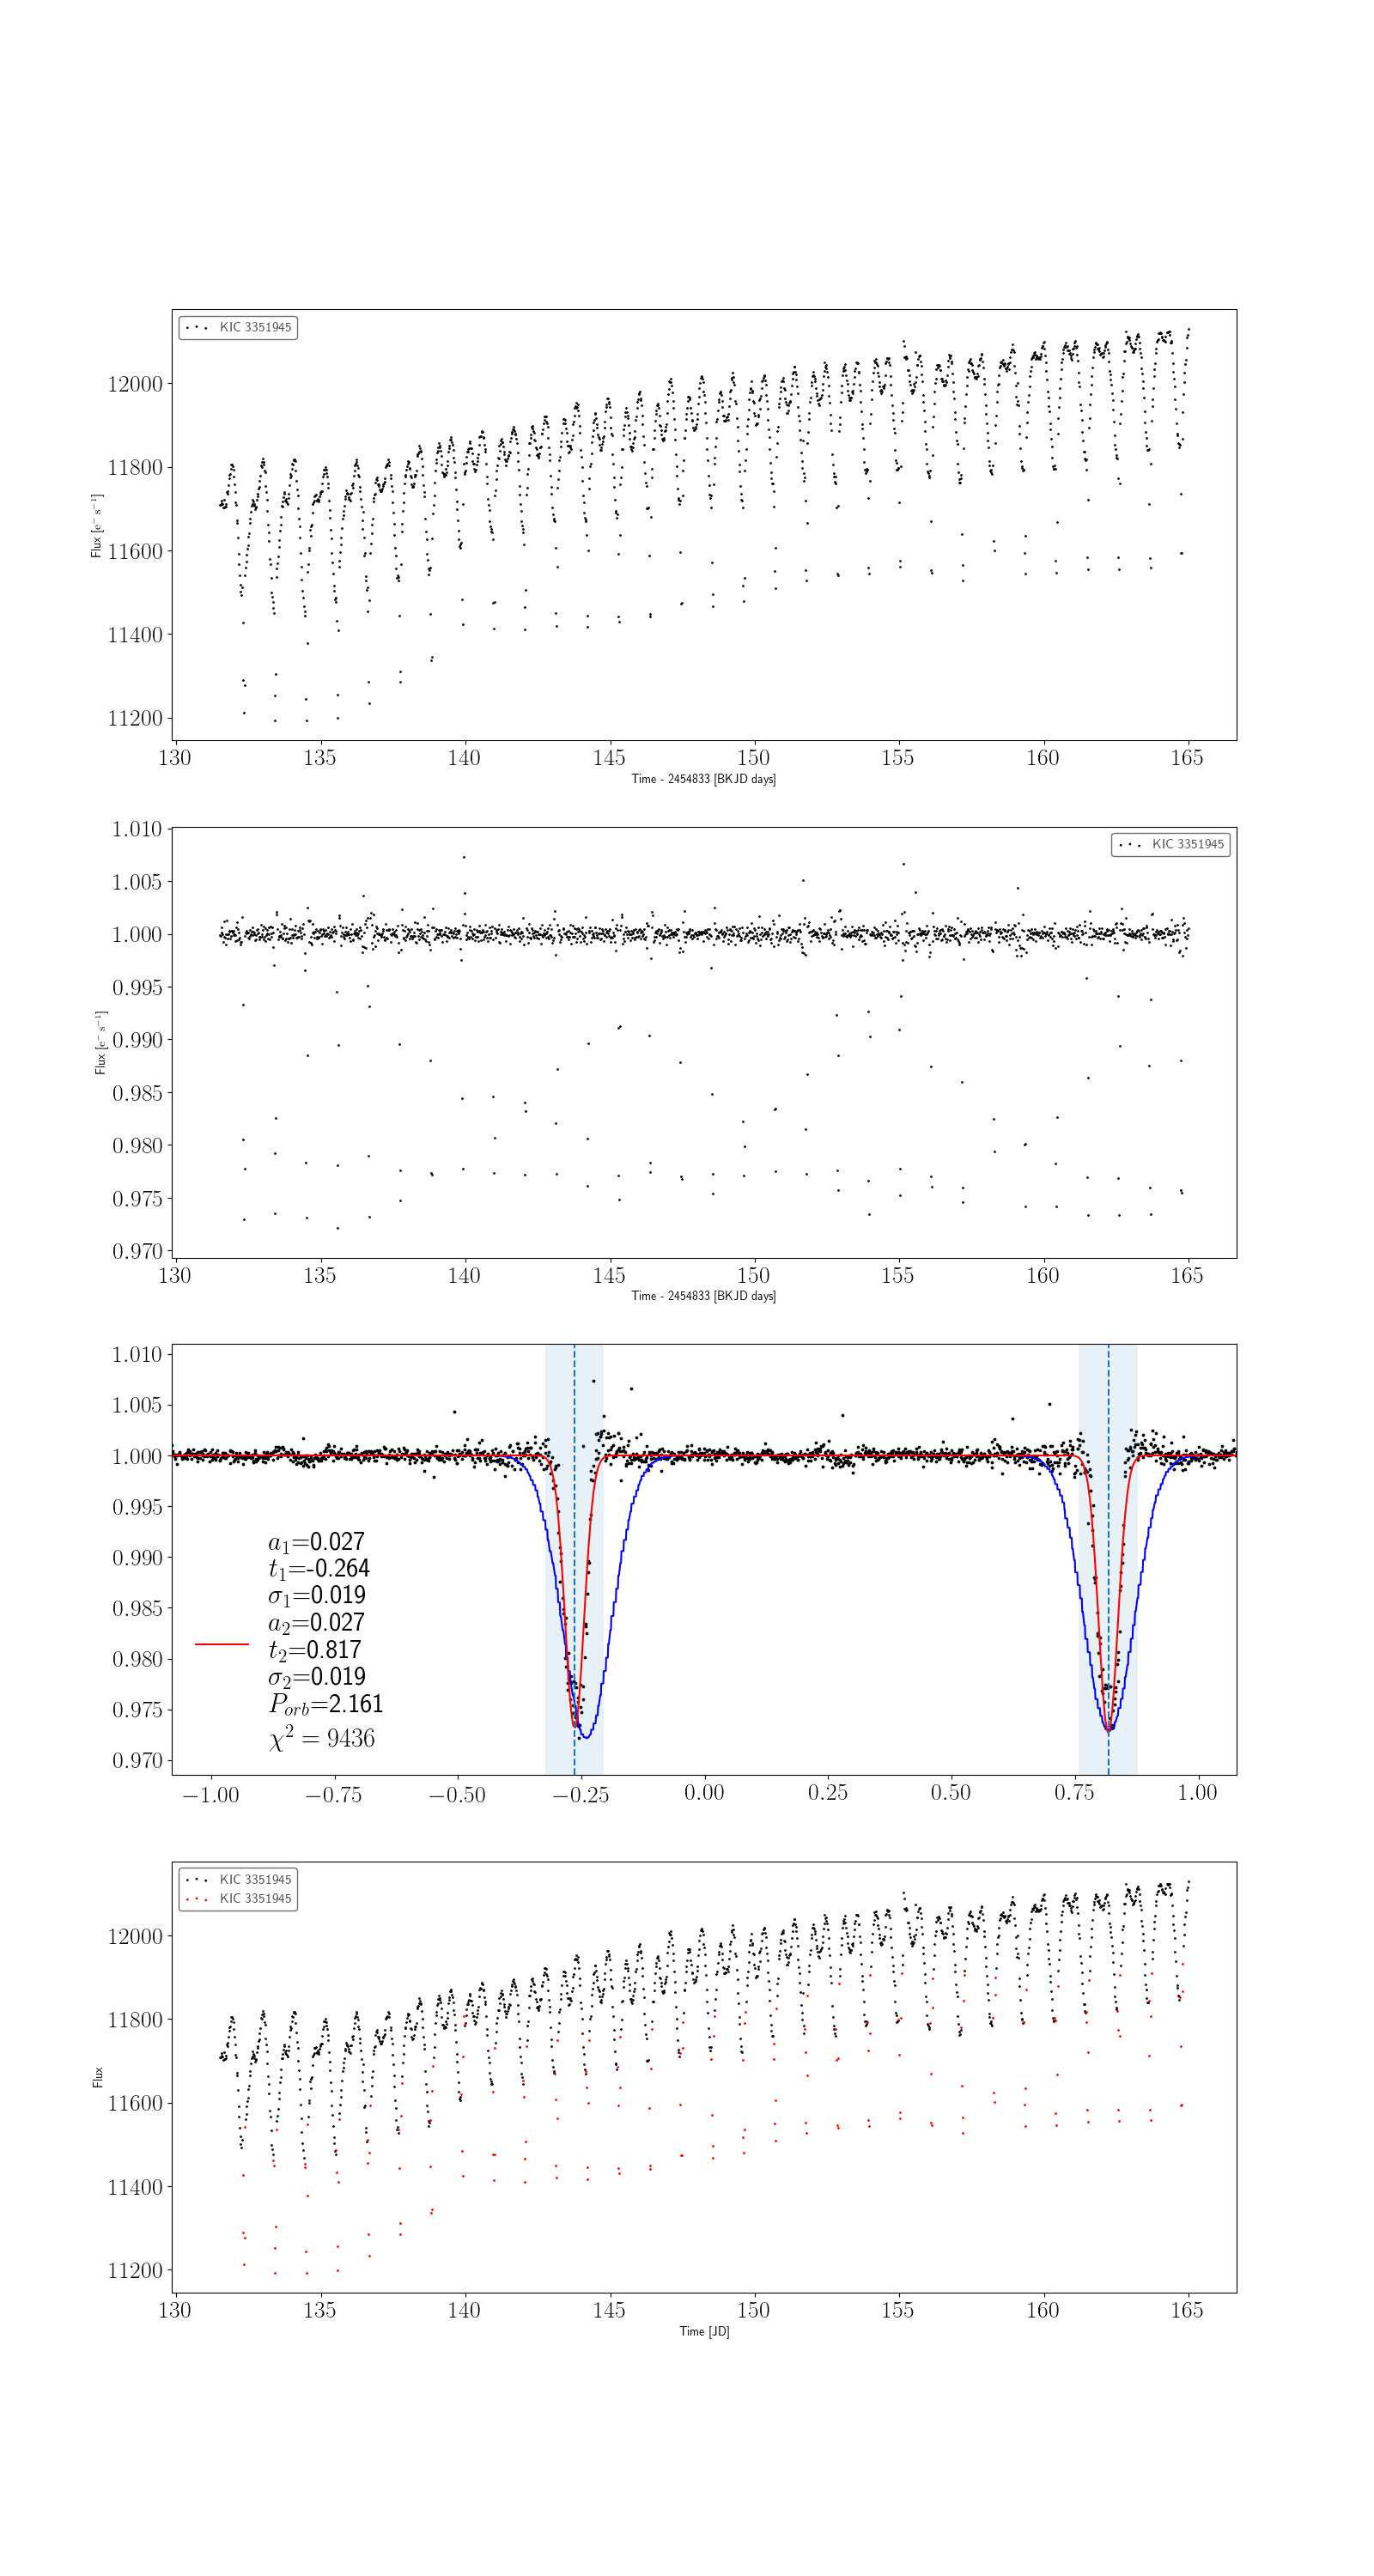 KIC 3351945
12000
11800
11600
11400
11200
Flux [e⁻ s⁻¹]
130 135 140 145 150 155 160 165
Time - 2454833 [BKJD days]
KIC 3351945
1.010
1.005
1.000
0.995
0.990
0.985
0.980
0.975
0.970
Flux [e⁻ s⁻¹]
130 135 140 145 150 155 160 165
Time - 2454833 [BKJD days]
1.010
1.005
1.000
0.995
0.990
0.985
0.980
0.975
0.970
a₁=0.027
t₁=-0.264
σ₁=0.019
a₂=0.027
t₂=0.817
σ₂=0.019
P_orb=2.161
χ² = 9436
−1.00 −0.75 −0.50 −0.25 0.00 0.25 0.50 0.75 1.00
KIC 3351945
KIC 3351945
12000
11800
11600
11400
11200
Flux
130 135 140 145 150 155 160 165
Time [JD]